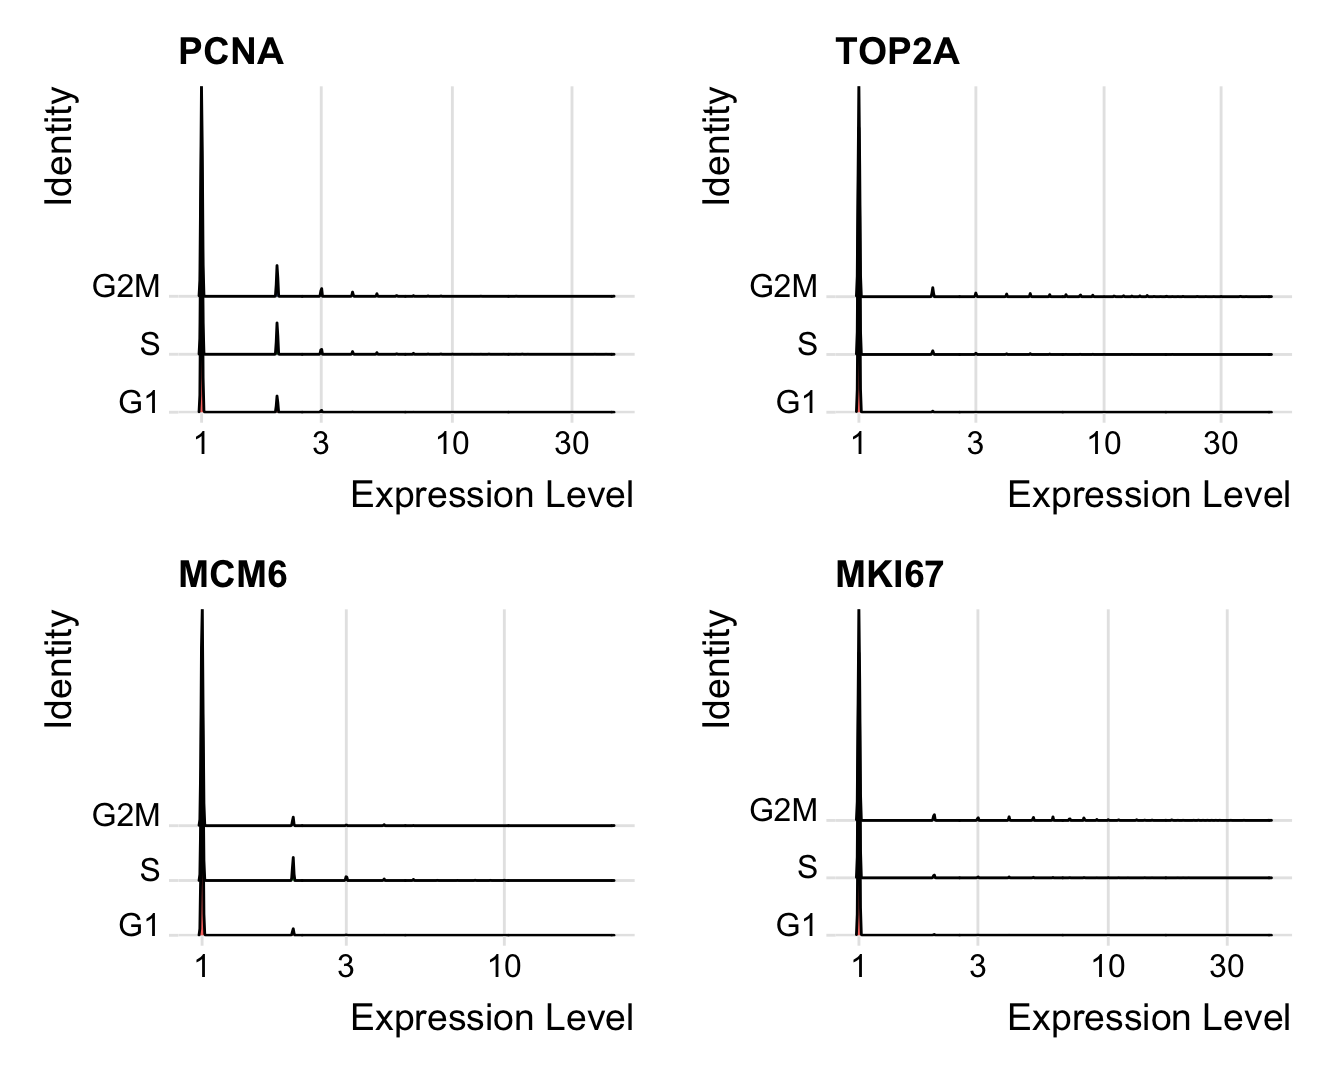 PCNA
Identity
G2M
S
G1
1 3 10 30
Expression Level
TOP2A
Identity
G2M
S
G1
1 3 10 30
Expression Level
MCM6
Identity
G2M
S
G1
1 3 10
Expression Level
MKI67
Identity
G2M
S
G1
1 3 10 30
Expression Level